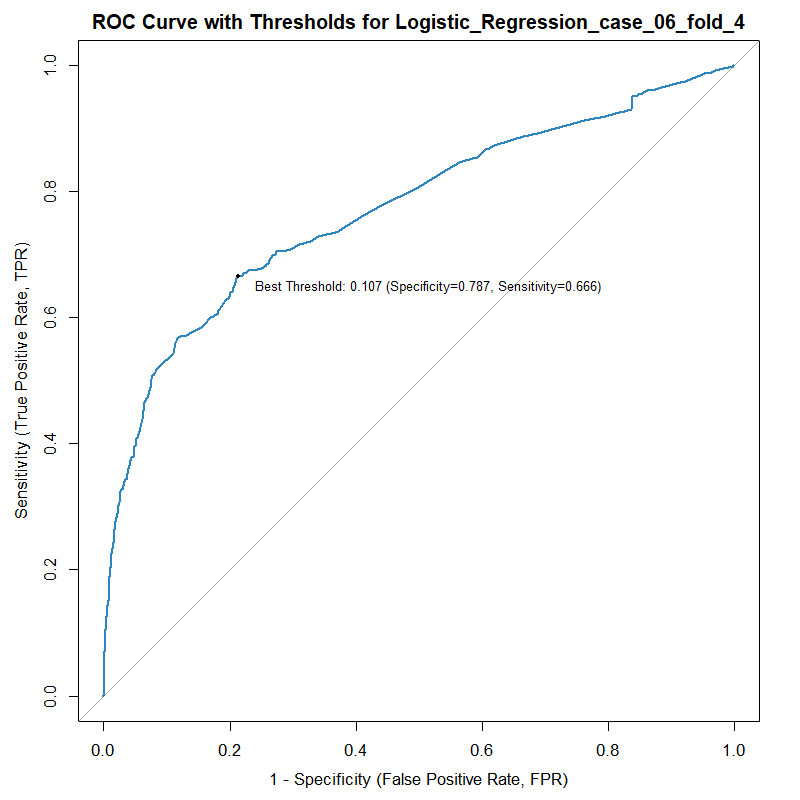 ROC Curve with Thresholds for Logistic_Regression_case_06_fold_4
Sensitivity (True Positive Rate, TPR)
1.0
0.8
0.6
0.4
0.2
0.0
Best Threshold: 0.107 (Specificity=0.787, Sensitivity=0.666)
0.0 0.2 0.4 0.6 0.8 1.0
1 - Specificity (False Positive Rate, FPR)